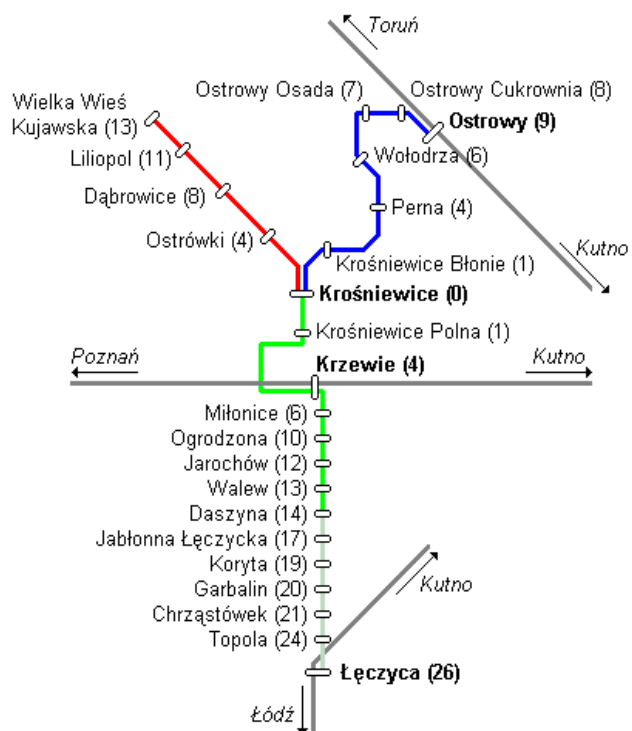 Toruń
Ostrowy Osada (7)
Ostrowy Cukrownia (8)
Wielka Wieś
Kujawska (13)
Ostrowy (9)
Liliopol (11)
Wołodrza (6)
Dąbrowice (8)
Perna (4)
Ostrówki (4)
Kutno
Krośniewice Błonie (1)
Krośniewice (0)
Krośniewice Polna (1)
Poznań
Krzewie (4)
Kutno
Miłonice (6)
Ogrodzona (10)
Jarochów (12)
Walew (13)
Daszyna (14)
Jabłonna Łęczycka (17)
Koryta (19)
Garbalin (20)
Kutno
Chrząstówek (21)
Topola (24)
Łęczyca (26)
Łódź